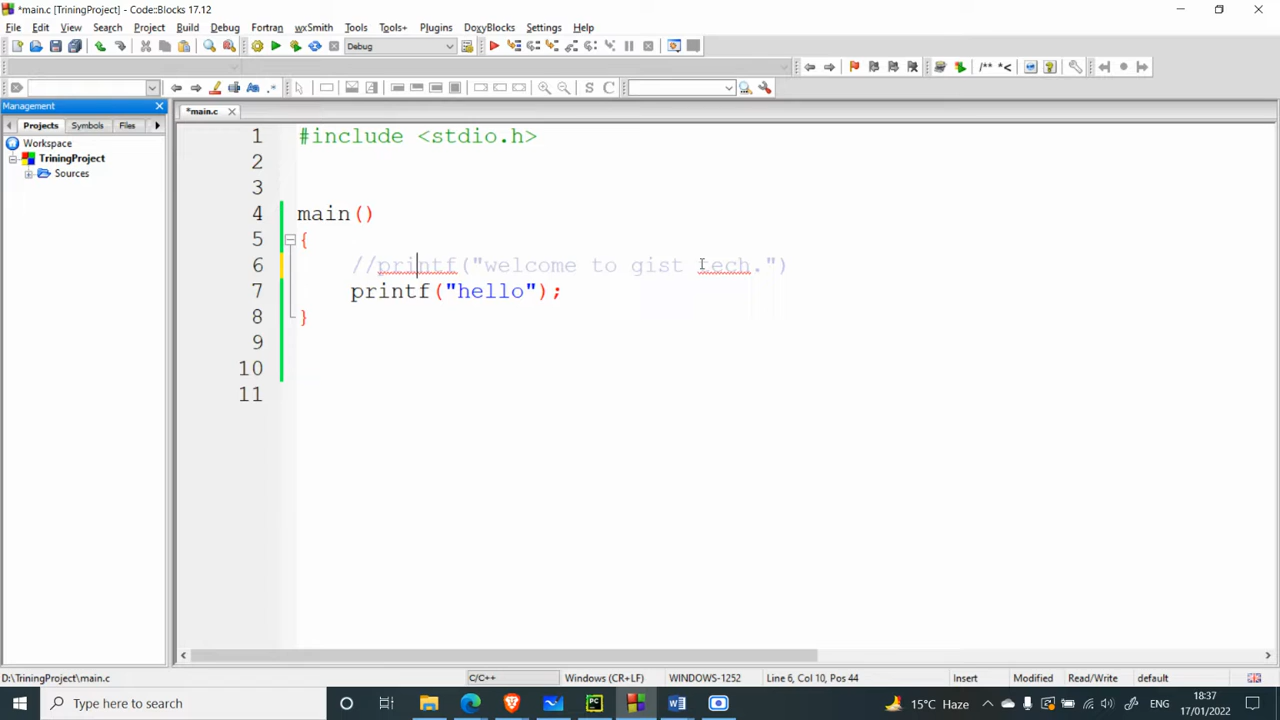 *main.c [TriningProject] - Code::Blocks 17.12
File Edit View Search Project Build Debug Fortran wxSmith Tools Tools+ Plugins DoxyBlocks Settings Help
Debug
/** *<
S C
Management
*main.c
Projects Symbols Files
Workspace
TriningProject
Sources
1 #include <stdio.h>
2
3
4 main()
5 {
6 //printf("welcome to gist tech.")
7 printf("hello");
8 }
9
10
11
D:\TriningProject\main.c C/C++ Windows (CR+LF) WINDOWS-1252 Line 6, Col 10, Pos 44 Insert Modified Read/Write default
Type here to search
15°C Haze
18:37
17/01/2022